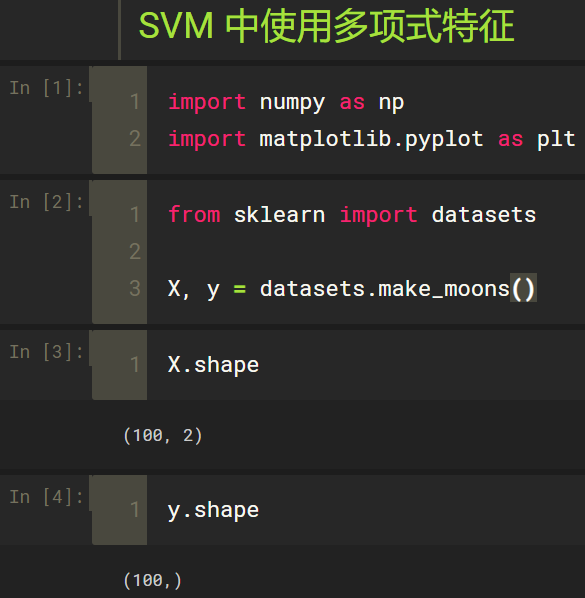 SVM 中使用多项式特征
In [1]:
1 import numpy as np
2 import matplotlib.pyplot as plt
In [2]:
1 from sklearn import datasets
2
3 X, y = datasets.make_moons()
In [3]:
1 X.shape
(100, 2)
In [4]:
1 y.shape
(100,)